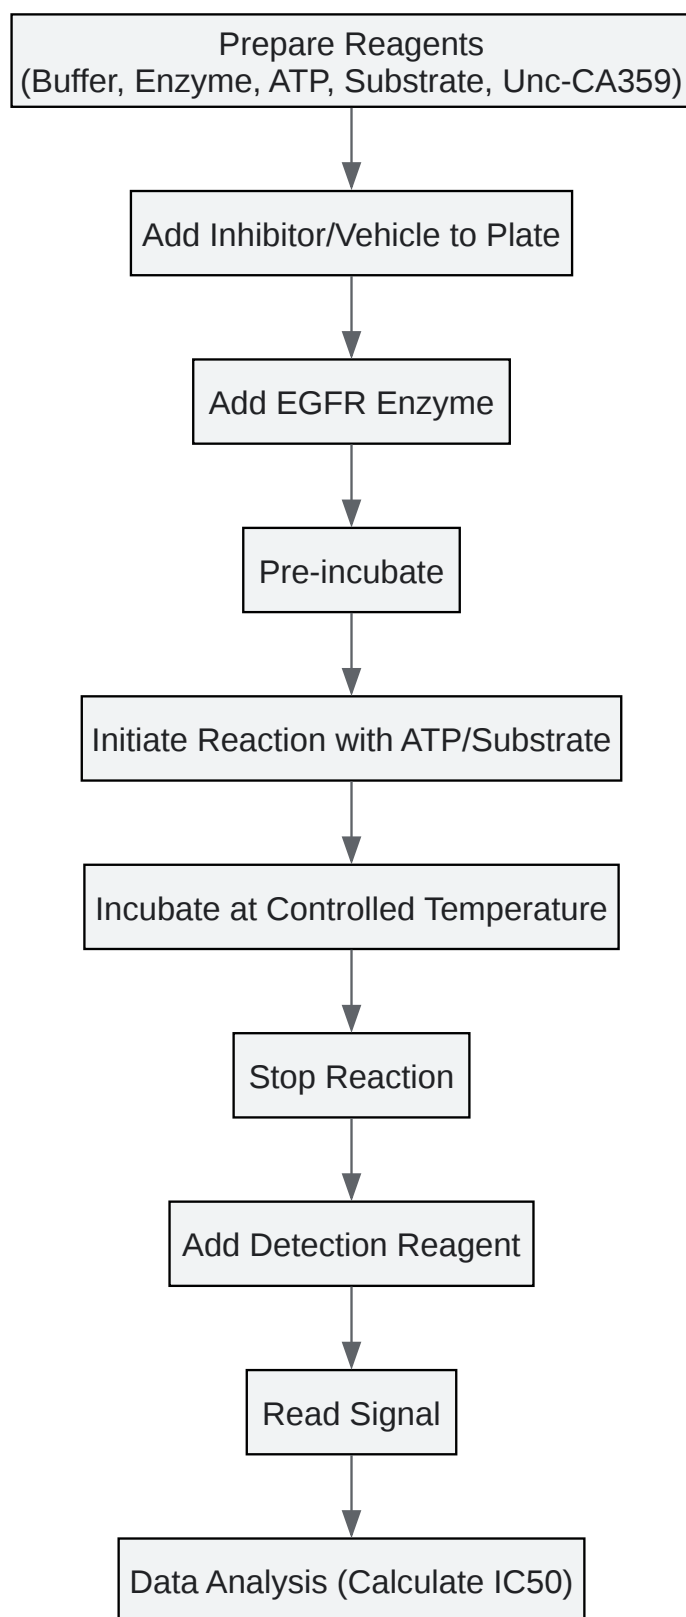 Prepare Reagents
(Buffer, Enzyme, ATP, Substrate, Unc-CA359)
Add Inhibitor/Vehicle to Plate
Add EGFR Enzyme
Pre-incubate
Initiate Reaction with ATP/Substrate
Incubate at Controlled Temperature
Stop Reaction
Add Detection Reagent
Read Signal
Data Analysis (Calculate IC50)